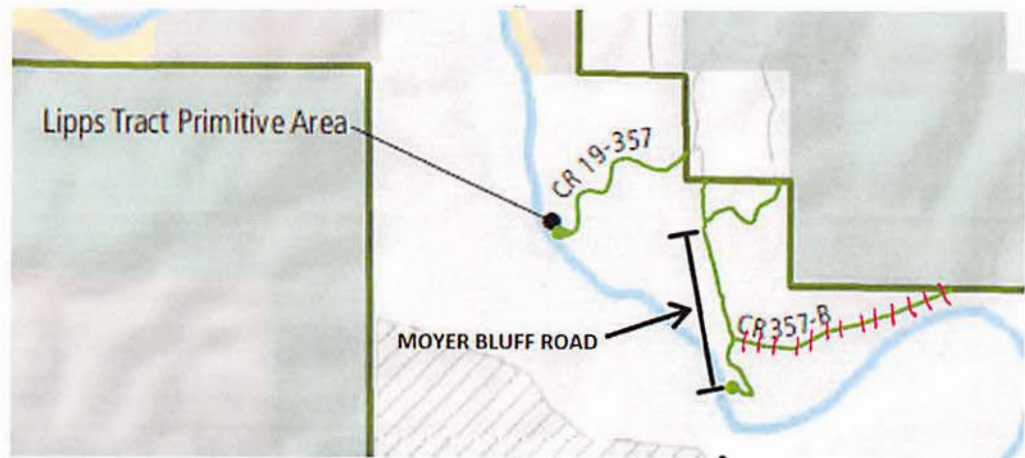 Lipps Tract Primitive Area
CR 19-357
MOYER BLUFF ROAD
CR 357-B